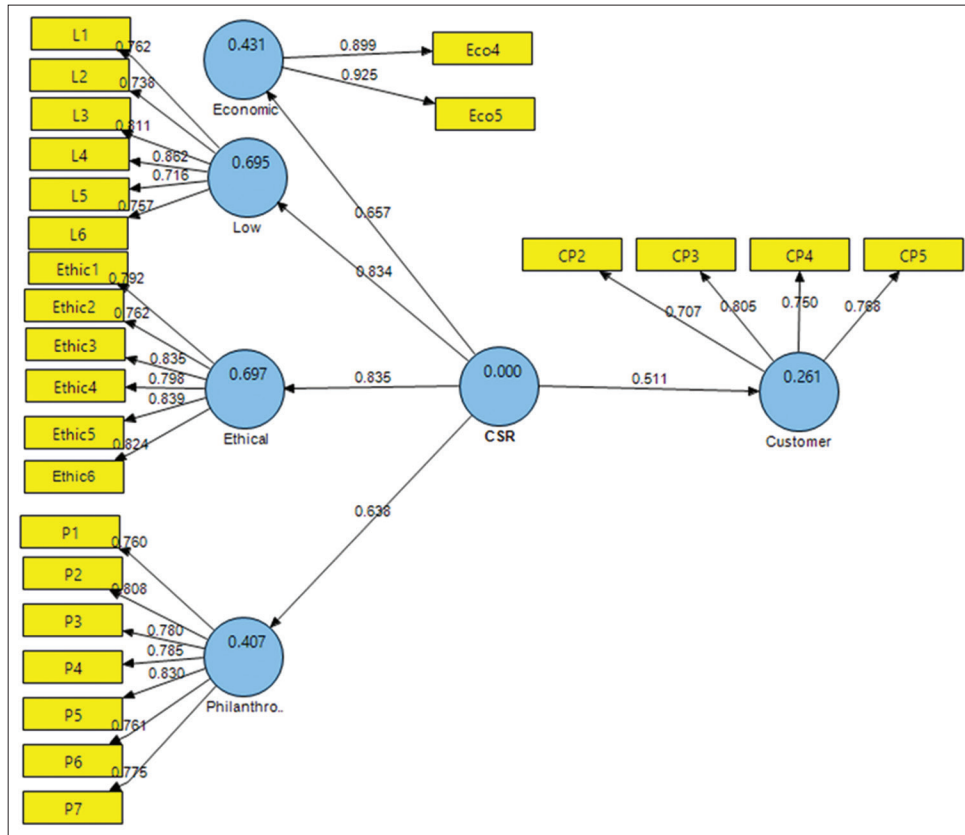 L1
0.762
L2
0.738
L3
0.811
L4
0.862
L5
0.716
L6
0.757
0.431
Economic
0.899
Eco4
0.925
Eco5
0.695
Low
0.657
0.834
Ethic1
0.792
Ethic2
0.762
Ethic3
0.835
Ethic4
0.798
Ethic5
0.839
Ethic6
0.824
0.697
Ethical
0.835
0.000
CSR
0.511
CP2
CP3
CP4
CP5
0.707
0.805
0.750
0.768
0.261
Customer
0.638
P1
0.760
P2
0.808
P3
0.780
P4
0.785
P5
0.830
P6
0.761
P7
0.775
0.407
Philanthro..